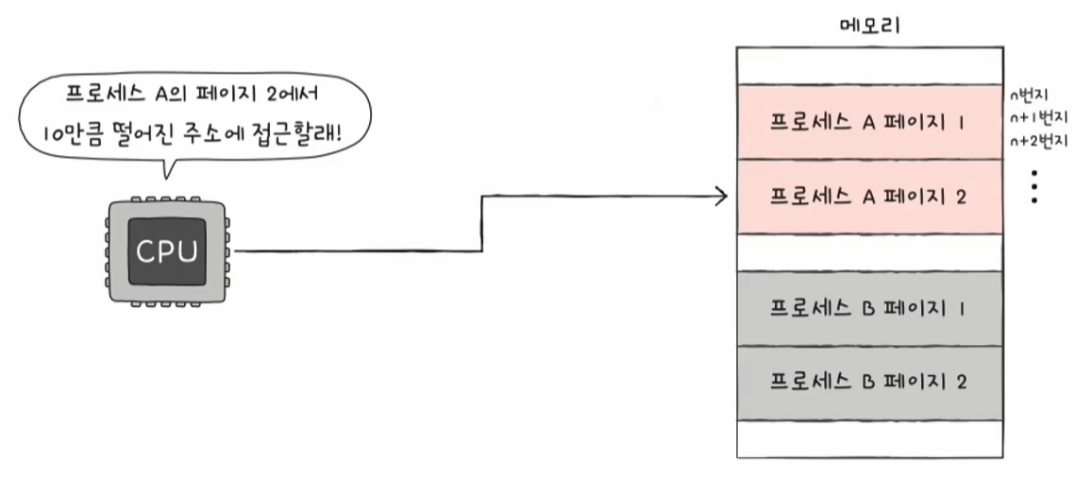 메모리
프로세스 A의 페이지 2에서
10만큼 떨어진 주소에 접근할래!
CPU
프로세스 A 페이지 1
프로세스 A 페이지 2
프로세스 B 페이지 1
프로세스 B 페이지 2
n번지
n+1번지
n+2번지